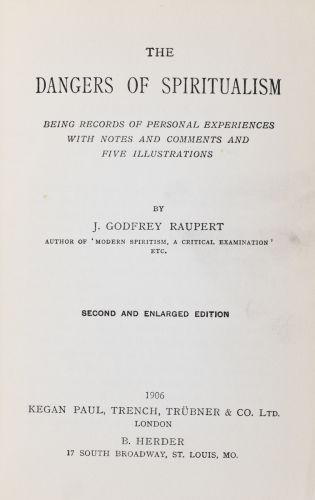 THE
DANGERS OF SPIRITUALISM
BEING RECORDS OF PERSONAL EXPERIENCES
WITH NOTES AND COMMENTS AND
FIVE ILLUSTRATIONS
BY
J. GODFREY RAUPERT
AUTHOR OF 'MODERN SPIRITISM, A CRITICAL EXAMINATION'
ETC.
SECOND AND ENLARGED EDITION
1906
KEGAN PAUL, TRENCH, TRÜBNER & CO. LTD.
LONDON
B. HERDER
17 SOUTH BROADWAY, ST. LOUIS, MO.